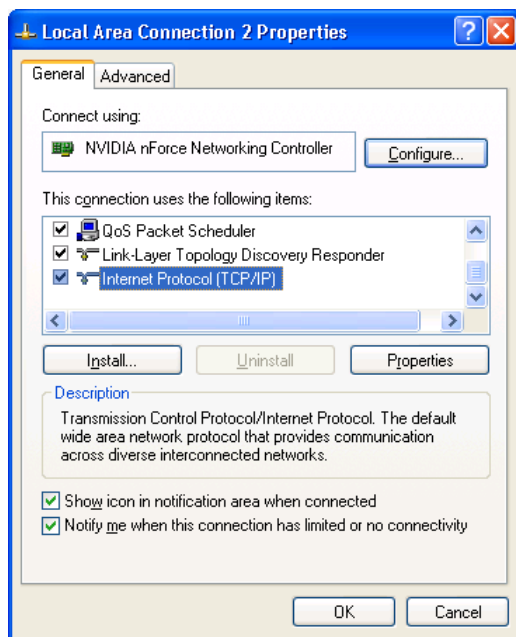 Local Area Connection 2 Properties
General
Advanced
Connect using:
NVIDIA nForce Networking Controller
Configure...
This connection uses the following items:
QoS Packet Scheduler
Link-Layer Topology Discovery Responder
Internet Protocol (TCP/IP)
Install...
Uninstall
Properties
Description
Transmission Control Protocol/Internet Protocol. The default
wide area network protocol that provides communication
across diverse interconnected networks.
Show icon in notification area when connected
Notify me when this connection has limited or no connectivity
OK
Cancel